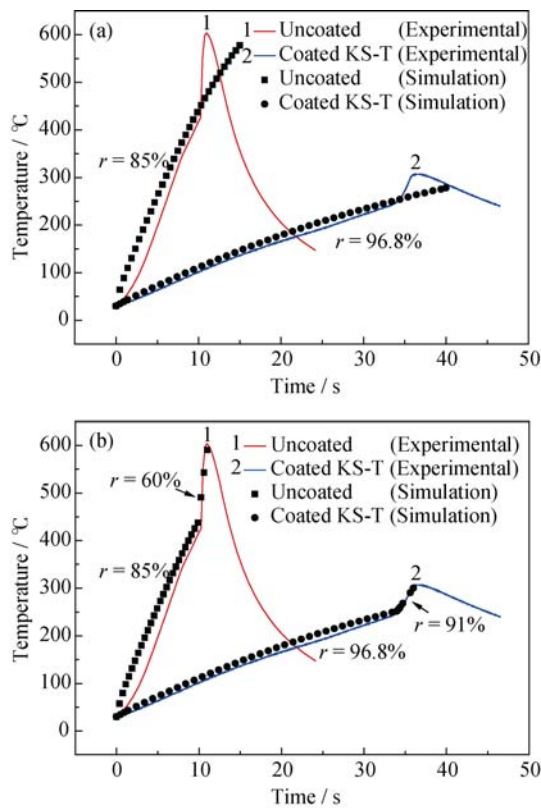 (a)
1
1 Uncoated (Experimental)
2 Coated KS-T (Experimental)
Uncoated (Simulation)
Coated KS-T (Simulation)
600
500
400
300
200
100
0
Temperature / ℃
r = 85%
2
r = 96.8%
0 10 20 30 40 50
Time / s
(b)
1
1 Uncoated (Experimental)
2 Coated KS-T (Experimental)
Uncoated (Simulation)
Coated KS-T (Simulation)
600
500
400
300
200
100
0
Temperature / ℃
r = 60%
r = 85%
2
r = 91%
r = 96.8%
0 10 20 30 40 50
Time / s